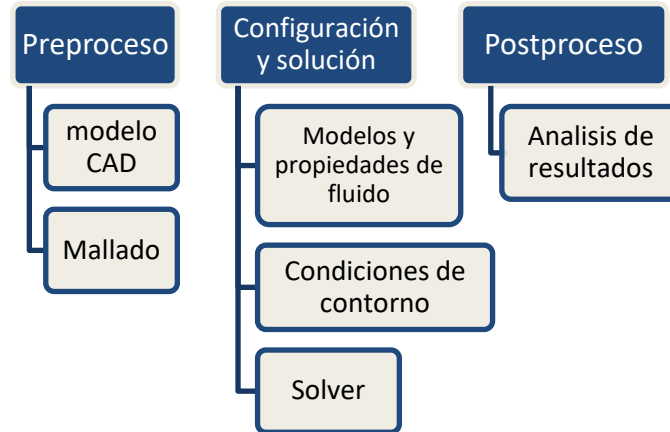 Preproceso
modelo
CAD
Mallado
Configuración
y solución
Modelos y
propiedades de
fluido
Condiciones de
contorno
Solver
Postproceso
Analisis de
resultados